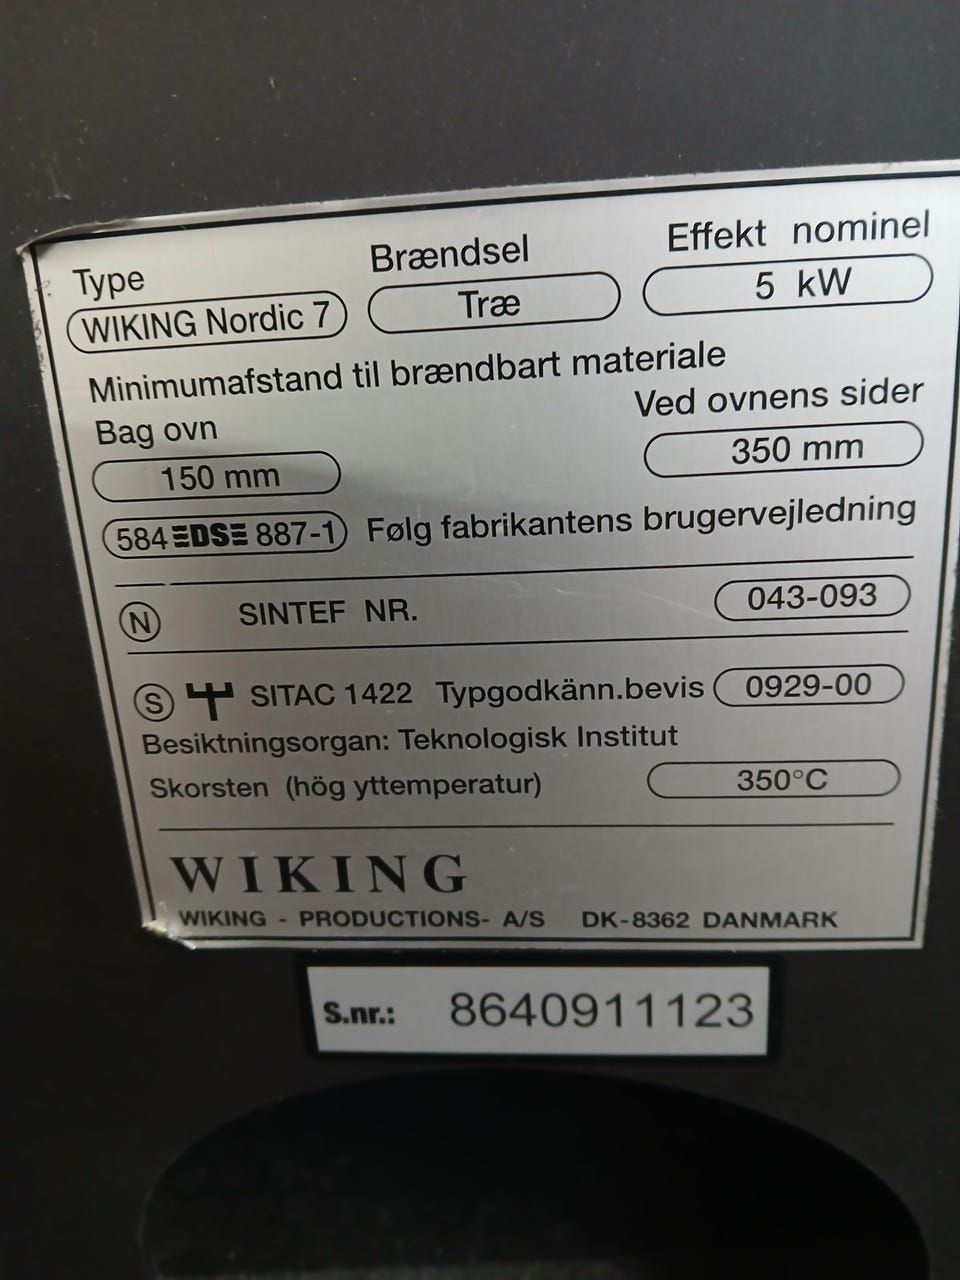 Type Brændsel Effekt nominel
WIKING Nordic 7 Træ 5 kW
Minimumafstand til brændbart materiale
Bag ovn Ved ovnens sider
150 mm 350 mm
584 DS 887-1 Følg fabrikantens brugervejledning
N SINTEF NR. 043-093
S SITAC 1422 Typgodkänn.bevis 0929-00
Besiktningsorgan: Teknologisk Institut
Skorsten (hög yttemperatur) 350°C
WIKING
WIKING - PRODUCTIONS- A/S DK-8362 DANMARK
S.nr.: 8640911123